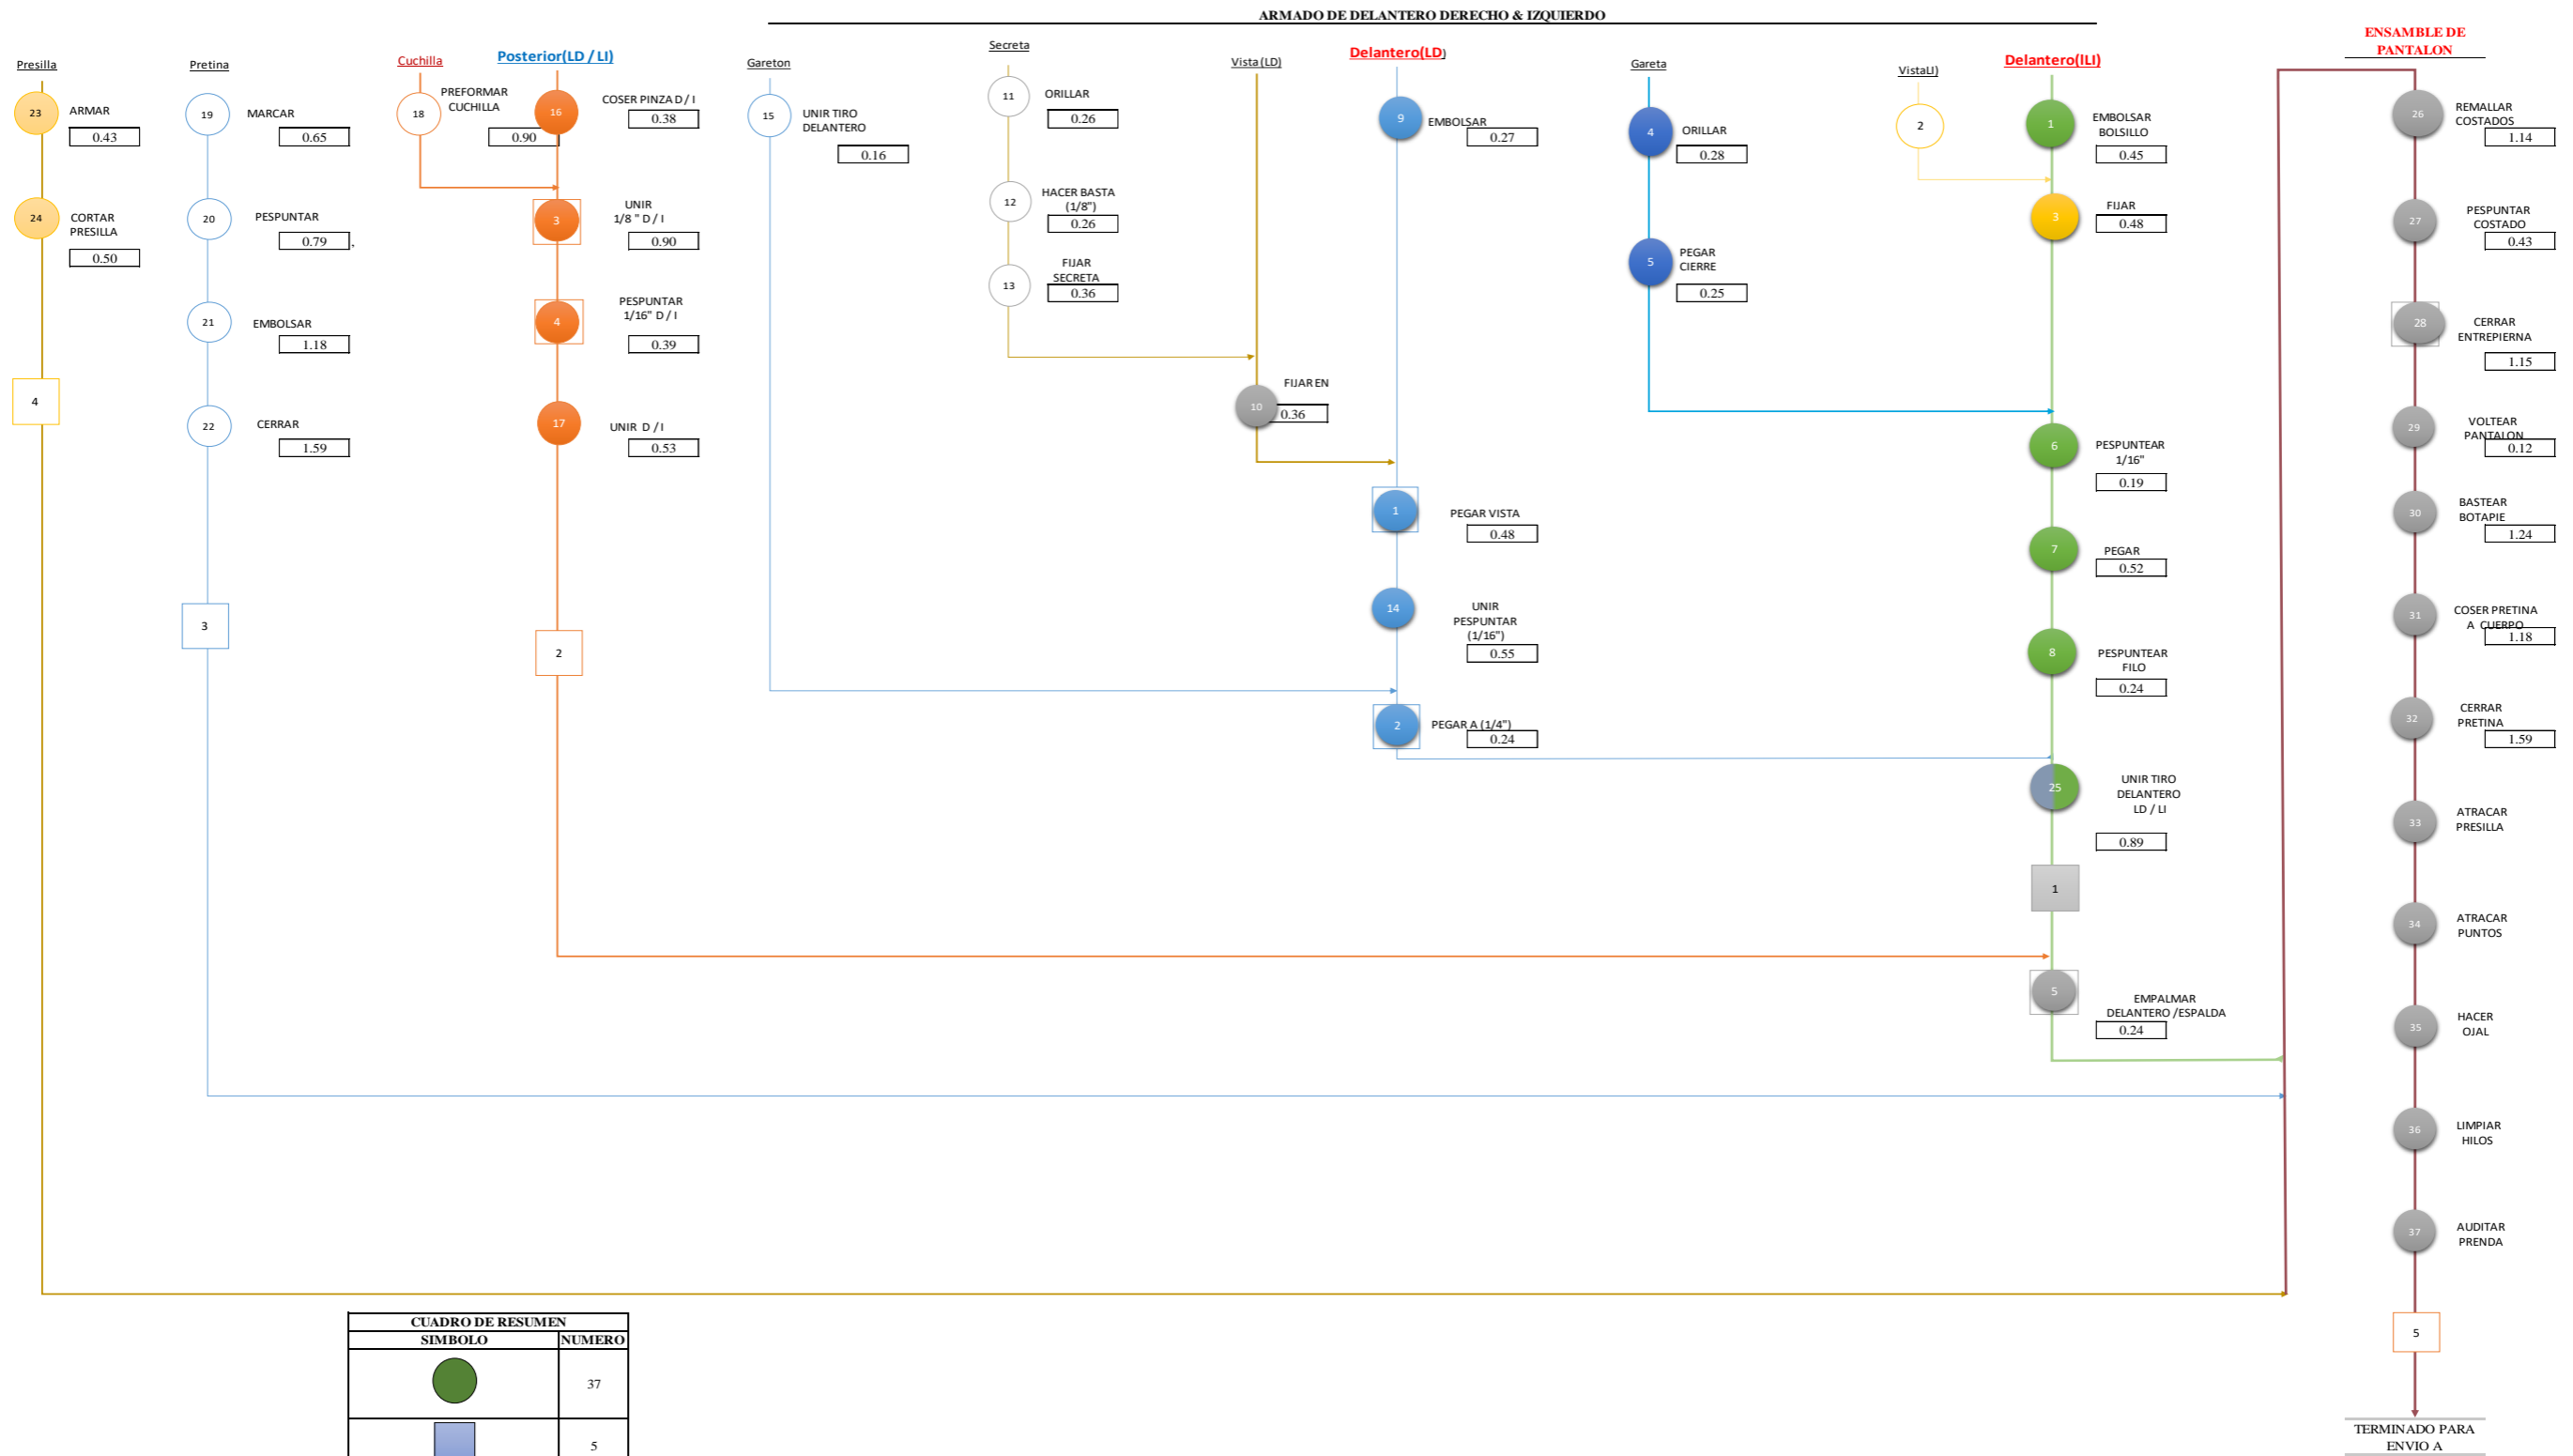 ARMADO DE DELANTERO DERECHO & IZQUIERDO
Presilla
23
ARMAR
0.43
24
CORTAR
PRESILLA
0.50
4
Pretina
19
MARCAR
0.65
20
PESPUNTAR
0.79 ,
21
EMBOLSAR
1.18
22
CERRAR
1.59
3
Cuchilla
18
PREFORMAR
CUCHILLA
0.90
Posterior(LD / LI)
16
COSER PINZA D / I
0.38
3
UNIR
1/8 " D / I
0.90
4
PESPUNTAR
1/16" D / I
0.39
17
UNIR D / I
0.53
2
Gareton
15
UNIR TIRO
DELANTERO
0.16
Secreta
11
ORILLAR
0.26
12
HACER BASTA
(1/8")
0.26
13
FIJAR
SECRETA
0.36
Vista (LD)
10
FIJAR EN
0.36
Delantero(LD)
9
EMBOLSAR
0.27
1
PEGAR VISTA
0.48
14
UNIR
PESPUNTAR
(1/16")
0.55
2
PEGAR A (1/4")
0.24
Gareta
4
ORILLAR
0.28
5
PEGAR
CIERRE
0.25
VistaLI)
2
Delantero(ILI)
1
EMBOLSAR
BOLSILLO
0.45
3
FIJAR
0.48
6
PESPUNTEAR
1/16"
0.19
7
PEGAR
0.52
8
PESPUNTEAR
FILO
0.24
25
UNIR TIRO
DELANTERO
LD / LI
0.89
1
5
EMPALMAR
DELANTERO /ESPALDA
0.24
ENSAMBLE DE
PANTALON
26
REMALLAR
COSTADOS
1.14
27
PESPUNTAR
COSTADO
0.43
28
CERRAR
ENTREPIERNA
1.15
29
VOLTEAR
PANTALON
0.12
30
BASTEAR
BOTAPIE
1.24
31
COSER PRETINA
A CUERPO
1.18
32
CERRAR
PRETINA
1.59
33
ATRACAR
PRESILLA
34
ATRACAR
PUNTOS
35
HACER
OJAL
36
LIMPIAR
HILOS
37
AUDITAR
PRENDA
5
TERMINADO PARA
ENVIO A
CUADRO DE RESUMEN
SIMBOLO NUMERO
37
5